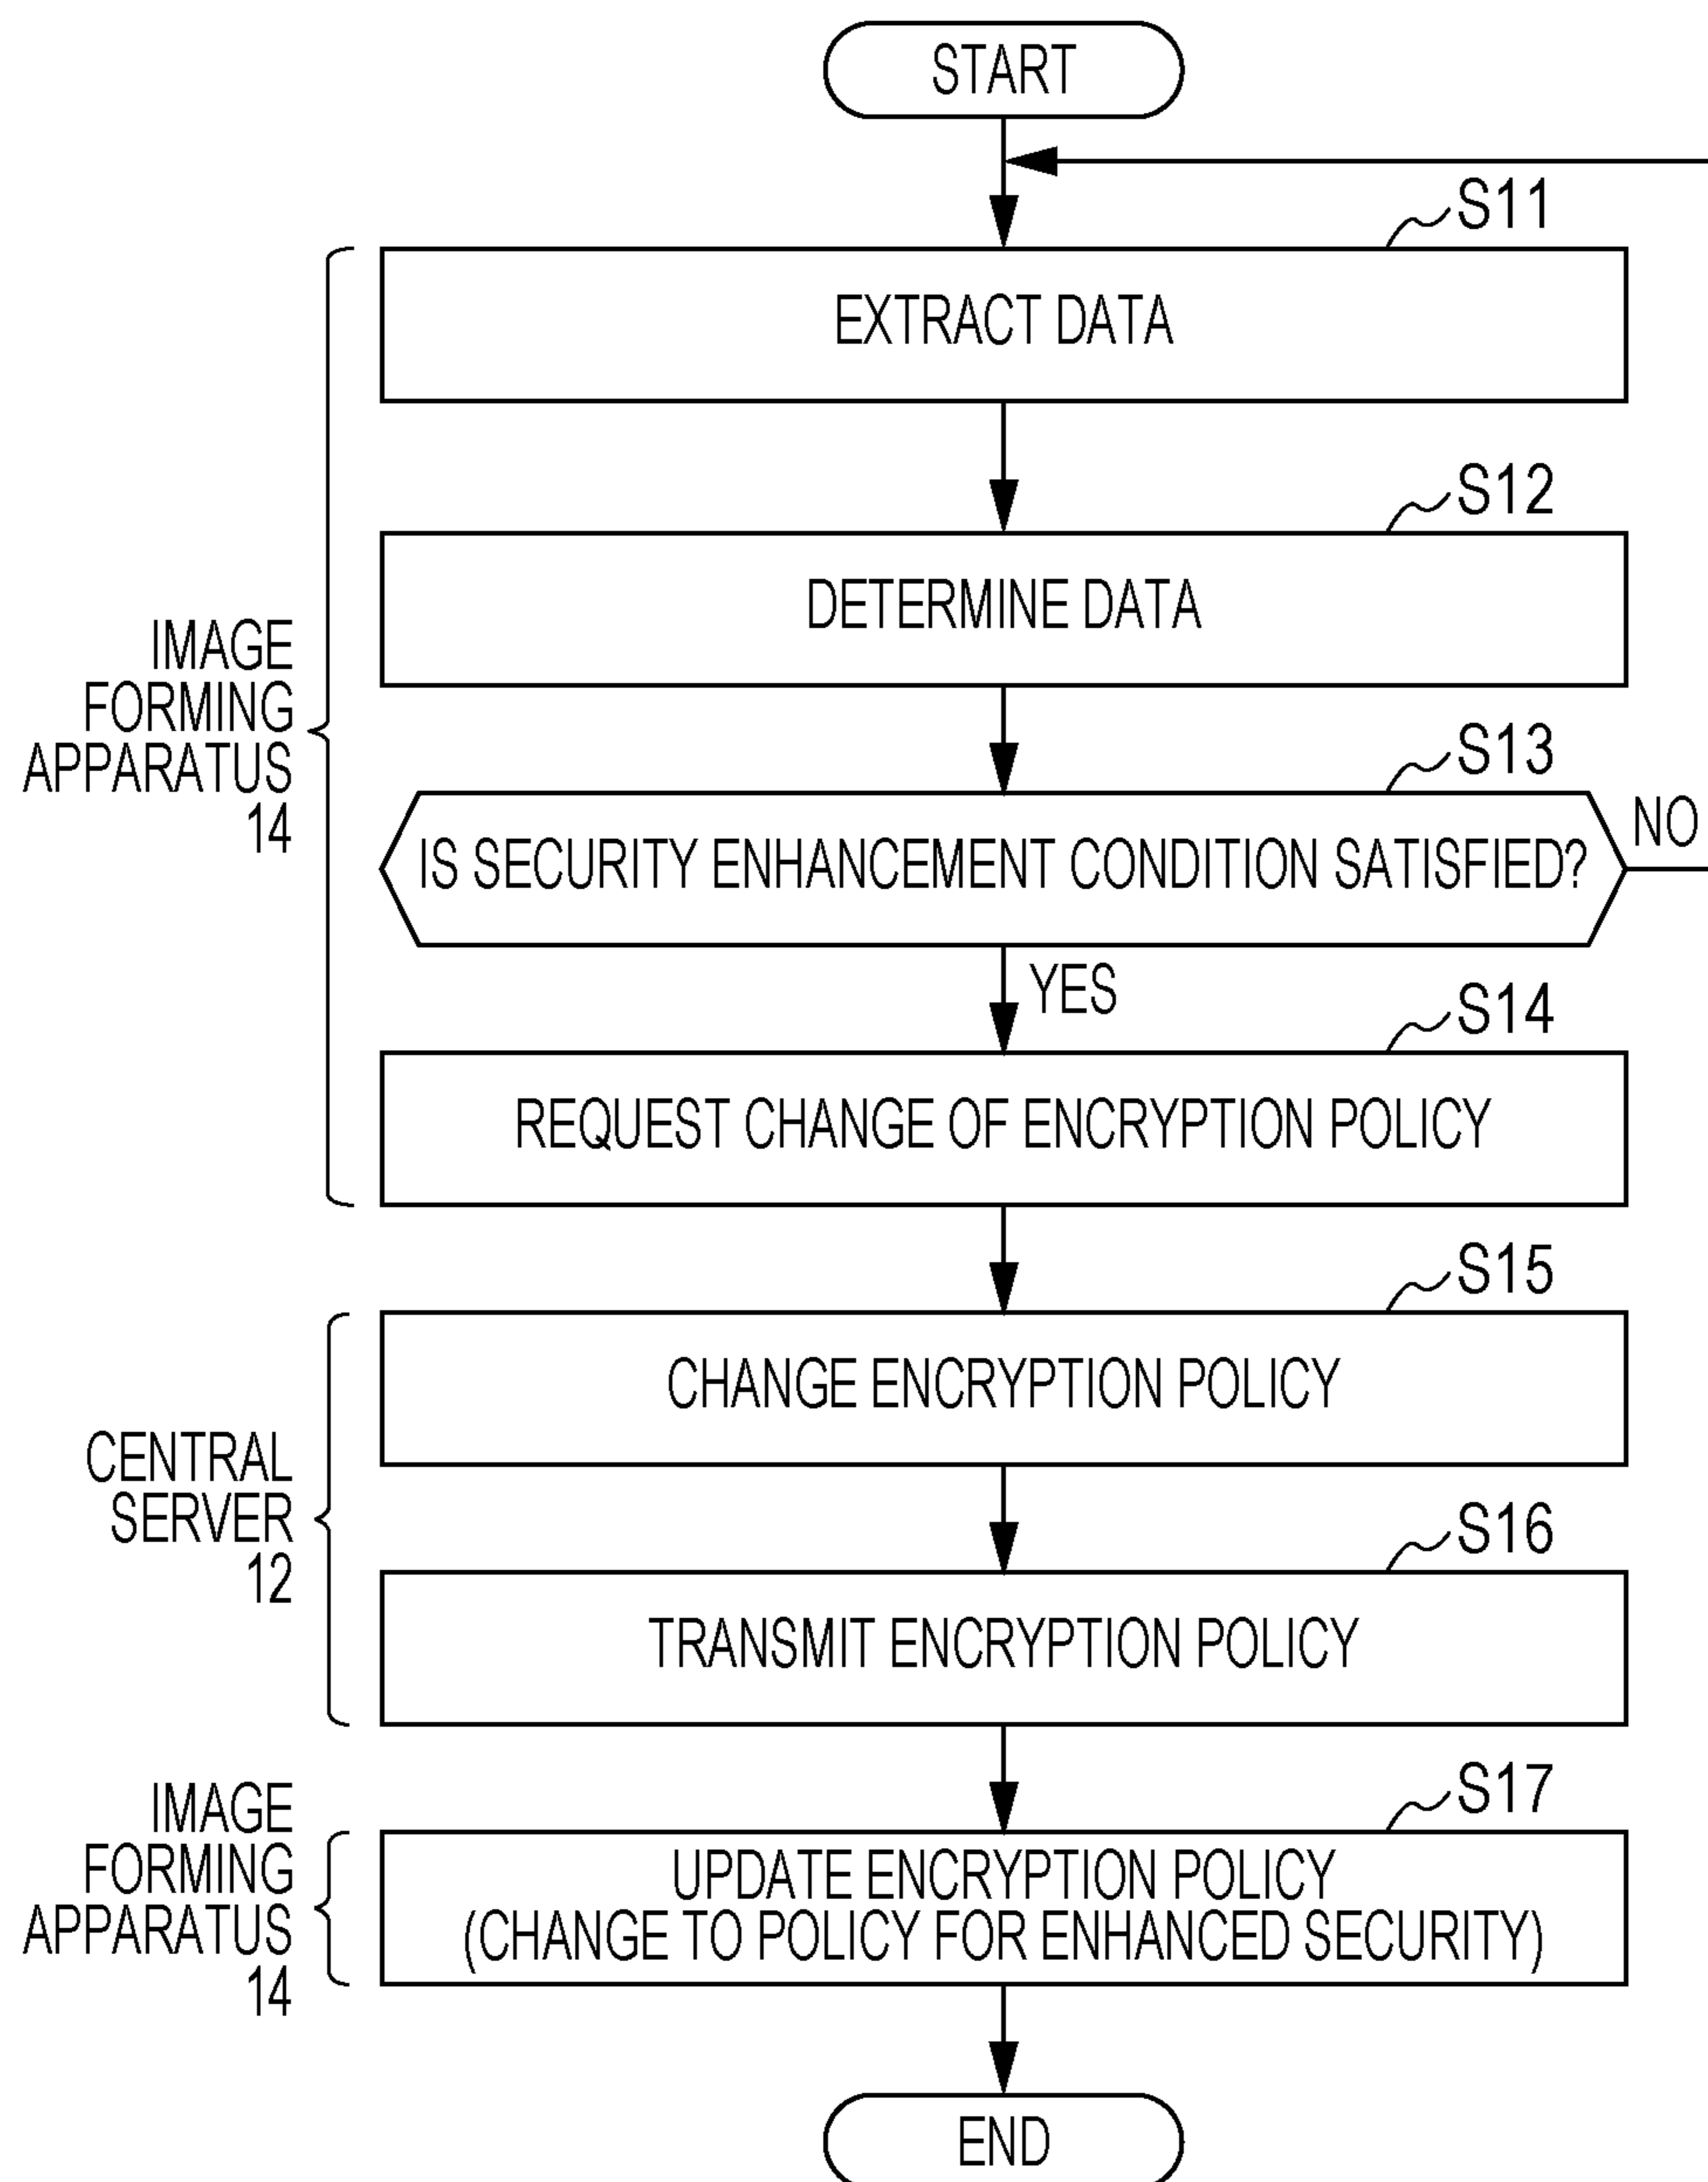 START
S11
EXTRACT DATA
S12
DETERMINE DATA
IMAGE
FORMING
APPARATUS
14
S13
IS SECURITY ENHANCEMENT CONDITION SATISFIED?
NO
YES
S14
REQUEST CHANGE OF ENCRYPTION POLICY
S15
CHANGE ENCRYPTION POLICY
CENTRAL
SERVER
12
S16
TRANSMIT ENCRYPTION POLICY
S17
IMAGE
FORMING
APPARATUS
14
UPDATE ENCRYPTION POLICY
(CHANGE TO POLICY FOR ENHANCED SECURITY)
END